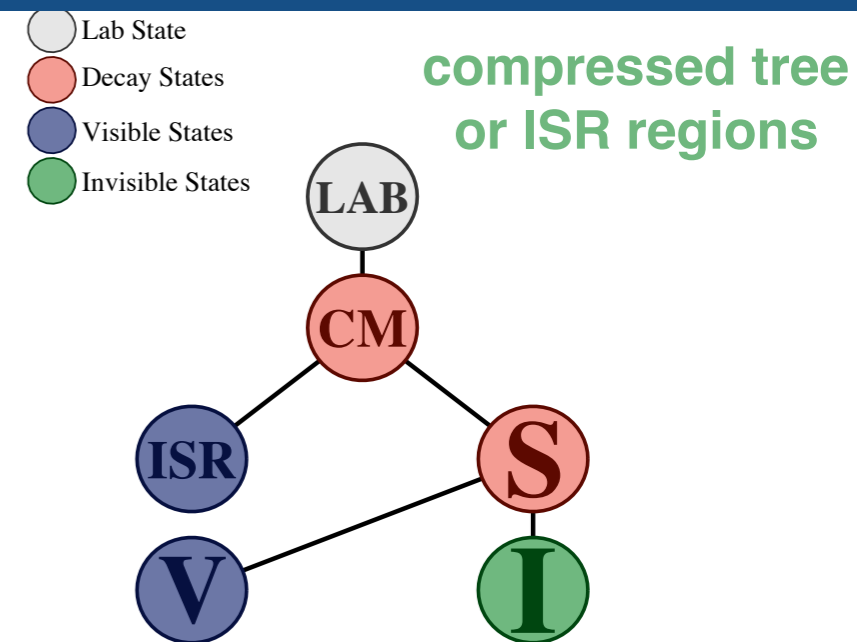 Lab State
Decay States
Visible States
Invisible States
compressed tree
or ISR regions
LAB
CM
ISR
S
V
I